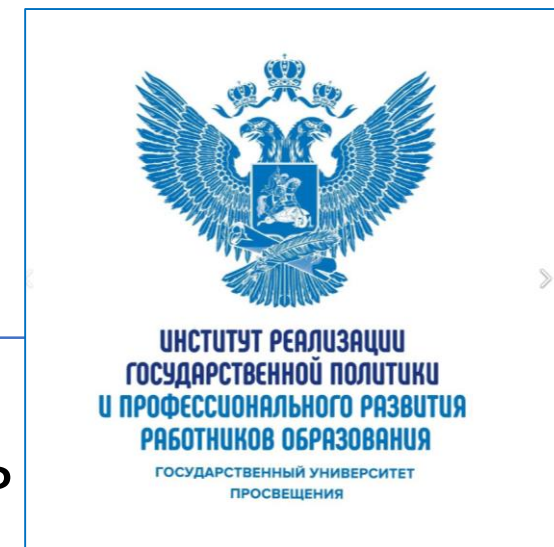 ИНСТИТУТ РЕАЛИЗАЦИИ
ГОСУДАРСТВЕННОЙ ПОЛИТИКИ
И ПРОФЕССИОНАЛЬНОГО РАЗВИТИЯ
РАБОТНИКОВ ОБРАЗОВАНИЯ
ГОСУДАРСТВЕННЫЙ УНИВЕРСИТЕТ
ПРОСВЕЩЕНИЯ